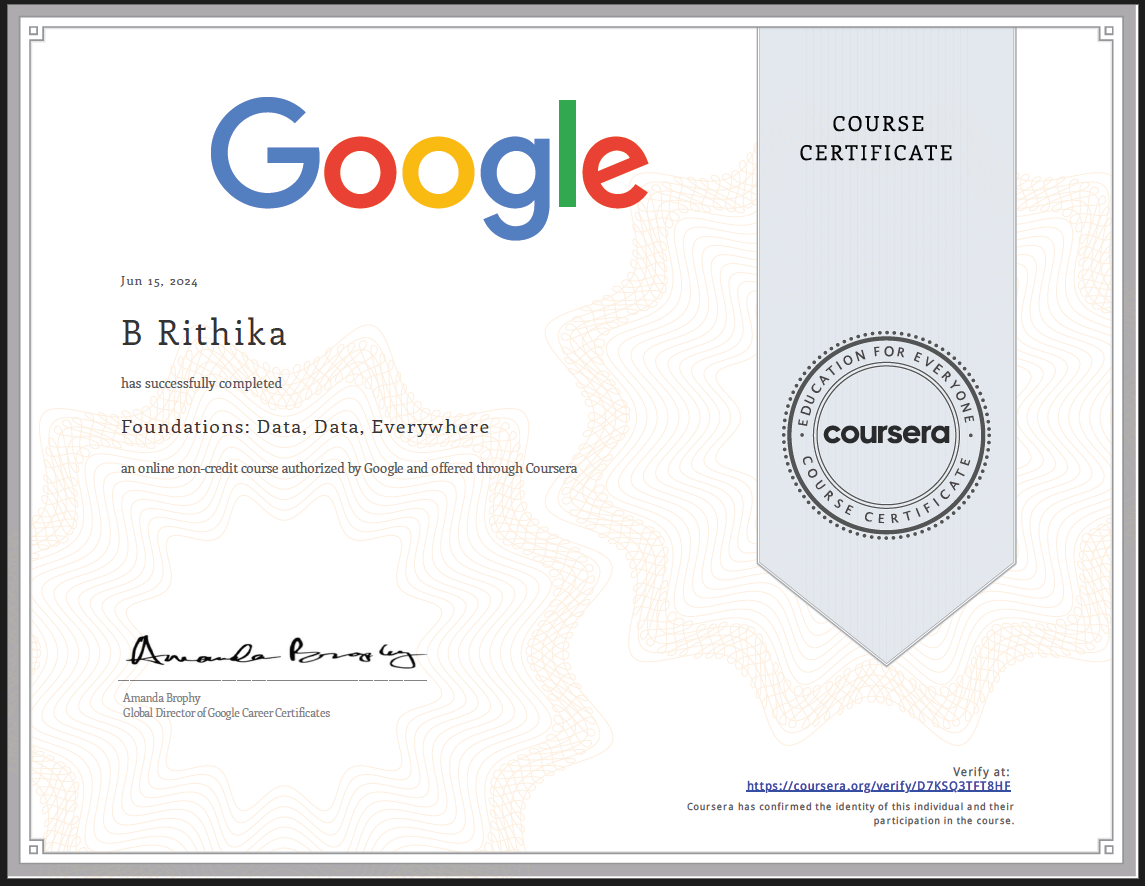 Google
COURSE
CERTIFICATE
Jun 15, 2024
B Rithika
has successfully completed
Foundations: Data, Data, Everywhere
an online non-credit course authorized by Google and offered through Coursera
EDUCATION FOR EVERYONE
coursera
COURSE CERTIFICATE
Amanda Brophy
Amanda Brophy
Global Director of Google Career Certificates
Verify at:
https://coursera.org/verify/D7KSQ3TFT8HF
Coursera has confirmed the identity of this individual and their
participation in the course.